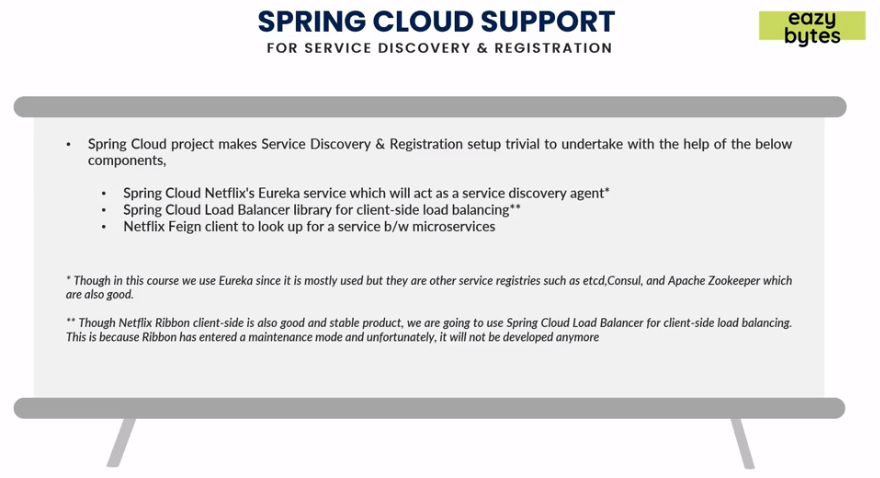 SPRING CLOUD SUPPORT
FOR SERVICE DISCOVERY & REGISTRATION
eazy
bytes
• Spring Cloud project makes Service Discovery & Registration setup trivial to undertake with the help of the below
components,
• Spring Cloud Netflix's Eureka service which will act as a service discovery agent*
• Spring Cloud Load Balancer library for client-side load balancing**
• Netflix Feign client to look up for a service b/w microservices
* Though in this course we use Eureka since it is mostly used but they are other service registries such as etcd,Consul, and Apache Zookeeper which
are also good.
** Though Netflix Ribbon client-side is also good and stable product, we are going to use Spring Cloud Load Balancer for client-side load balancing.
This is because Ribbon has entered a maintenance mode and unfortunately, it will not be developed anymore